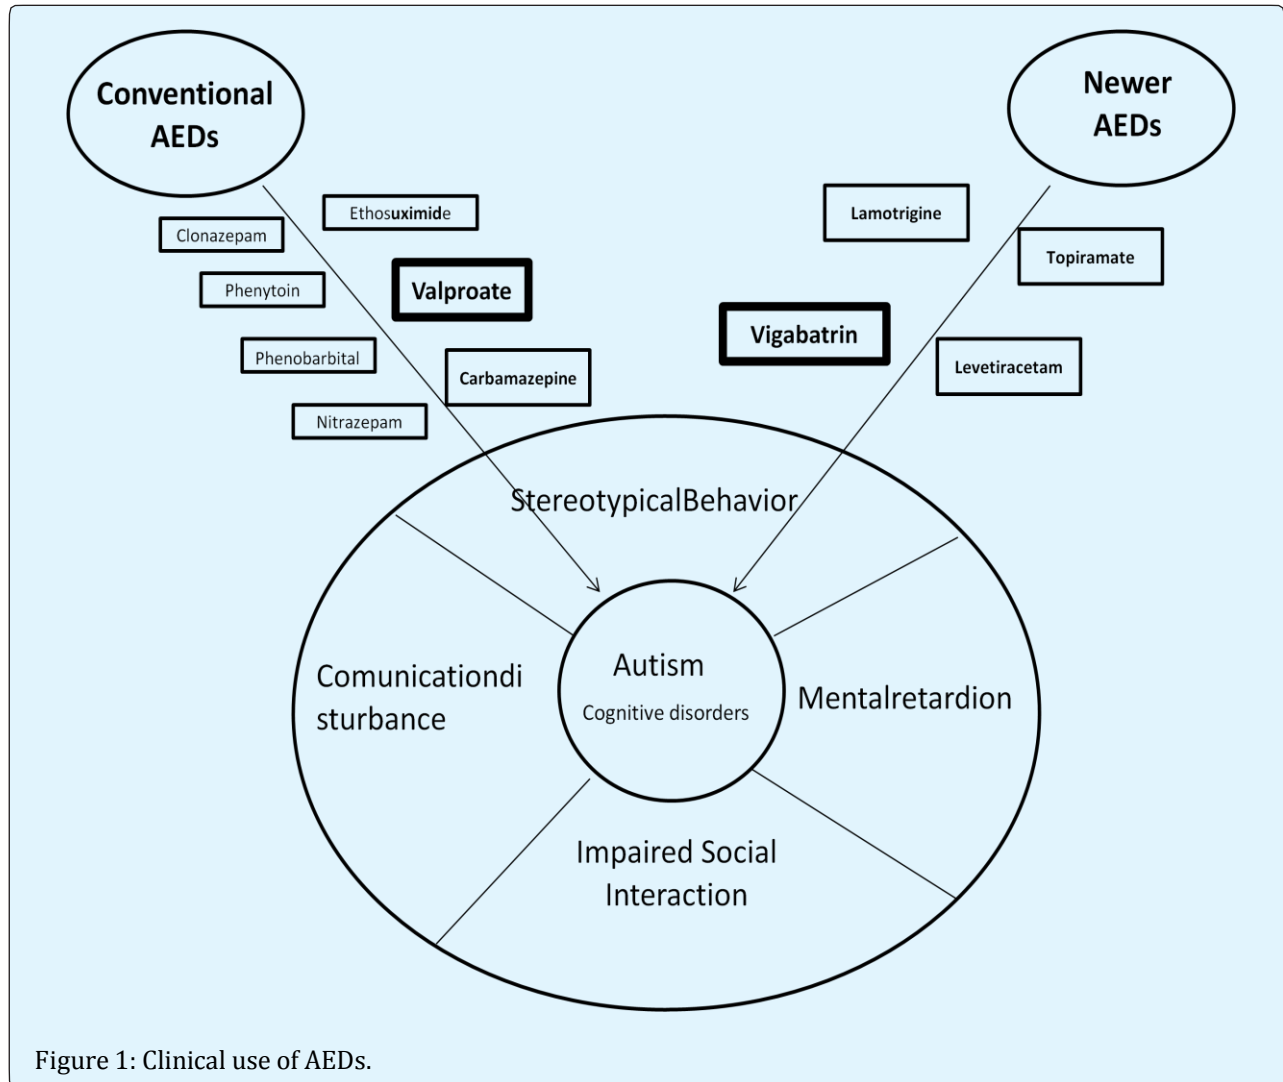 Conventional
AEDs
Newer
AEDs
Ethosuximide
Clonazepam
Phenytoin
Valproate
Phenobarbital
Carbamazepine
Nitrazepam
Lamotrigine
Topiramate
Vigabatrin
Levetiracetam
StereotypicalBehavior
Comunicationdi
sturbance
Autism
Cognitive disorders
Mentalretardion
Impaired Social
Interaction
Figure 1: Clinical use of AEDs.